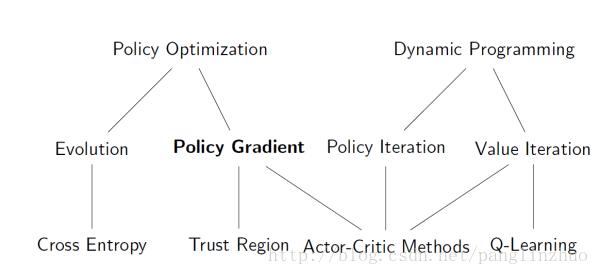 Policy Optimization Dynamic Programming
Evolution Policy Gradient Policy Iteration Value Iteration
Cross Entropy Trust Region Actor-Critic Methods Q-Learning
http://blog.csdn.net/panglinzhuo